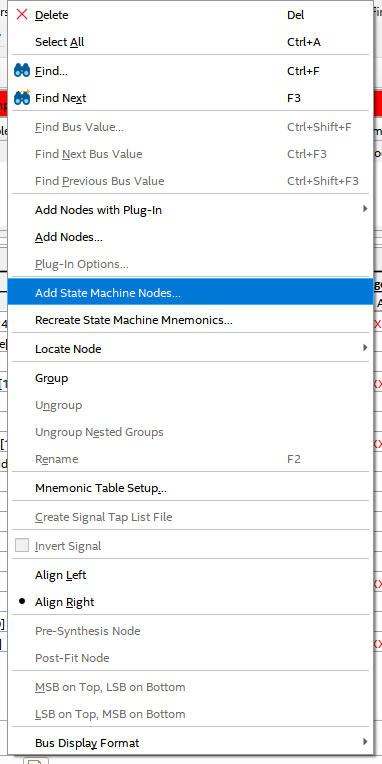 Delete Del
Select All Ctrl+A
Find... Ctrl+F
Find Next F3
Find Bus Value... Ctrl+Shift+F
Find Next Bus Value Ctrl+F3
Find Previous Bus Value Ctrl+Shift+F3
Add Nodes with Plug-In
Add Nodes...
Plug-In Options...
Add State Machine Nodes...
Recreate State Machine Mnemonics...
Locate Node
Group
Ungroup
Ungroup Nested Groups
Rename F2
Mnemonic Table Setup...
Create Signal Tap List File
Invert Signal
Align Left
Align Right
Pre-Synthesis Node
Post-Fit Node
MSB on Top, LSB on Bottom
LSB on Top, MSB on Bottom
Bus Display Format